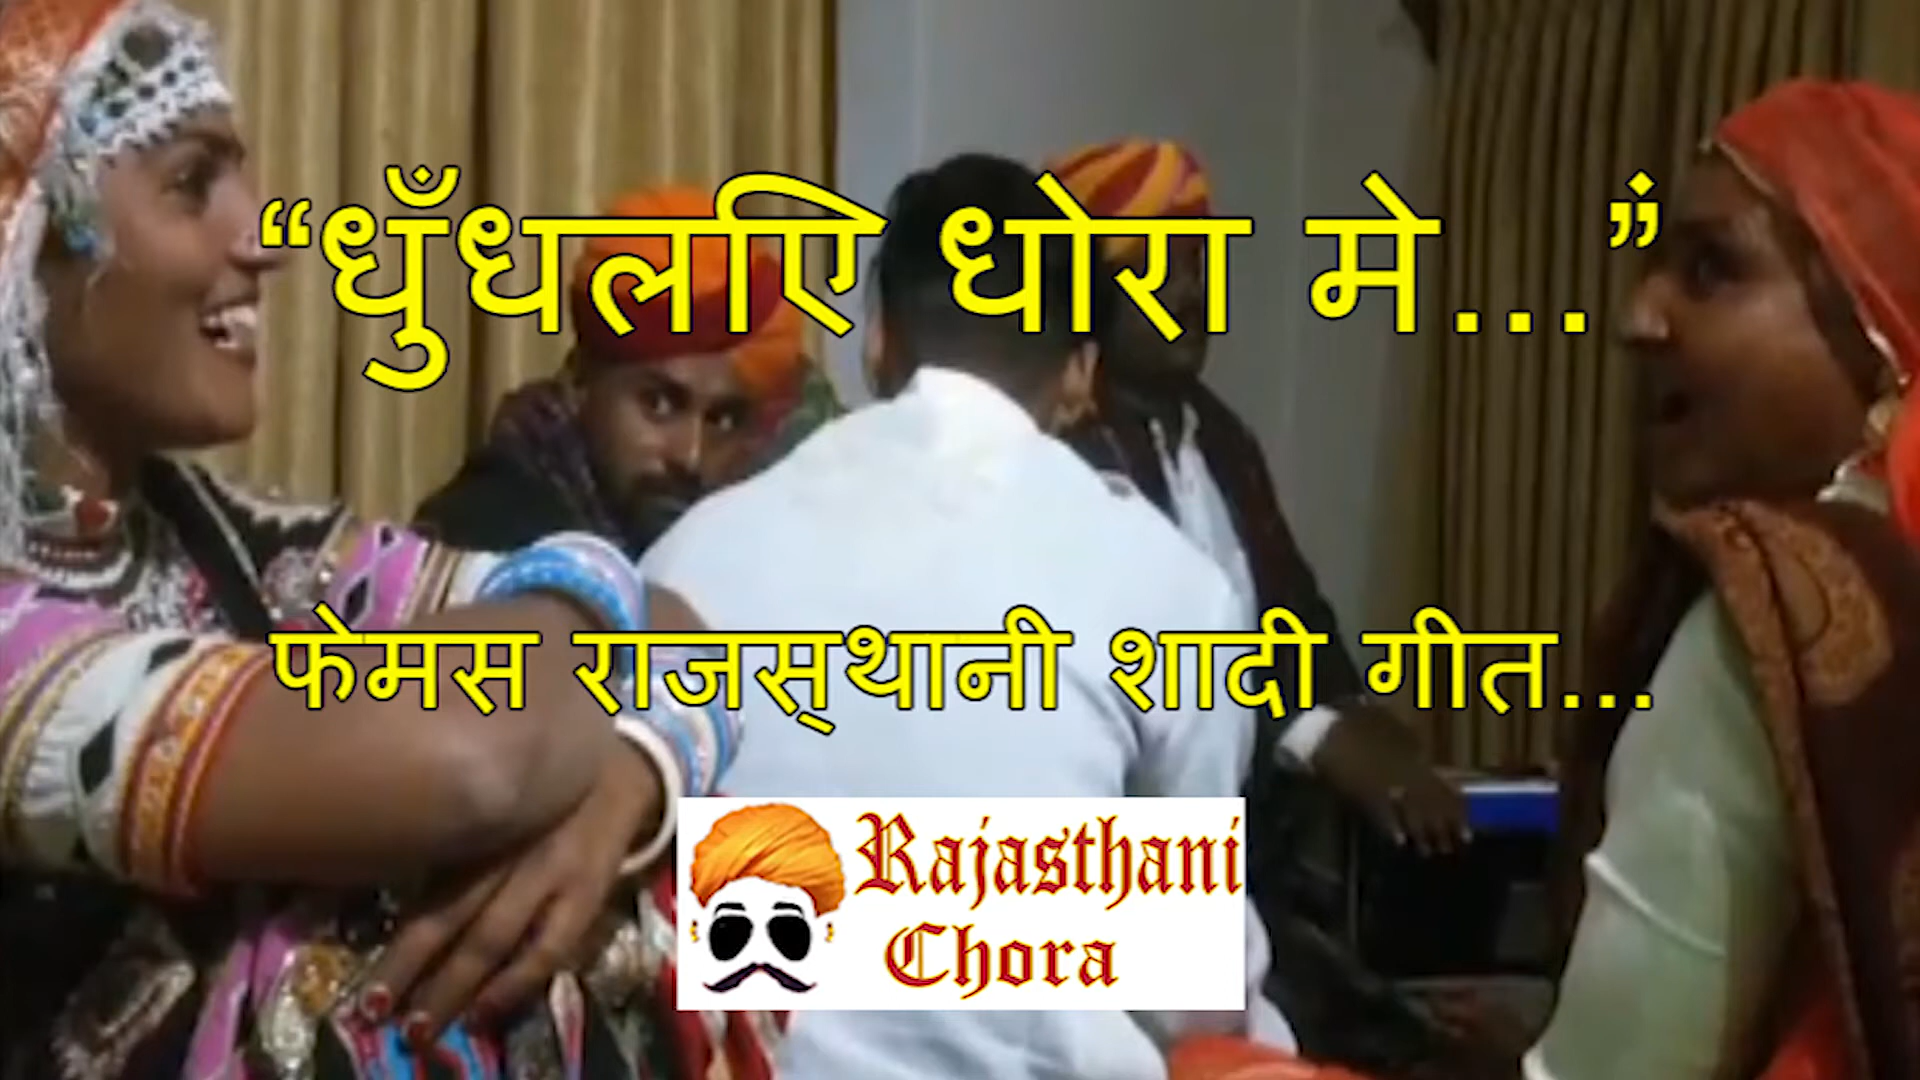 “धुँधलएि धोरा मे...”ं
फेमस राजस्थानी शादी गीत...
Rajasthani
Chora